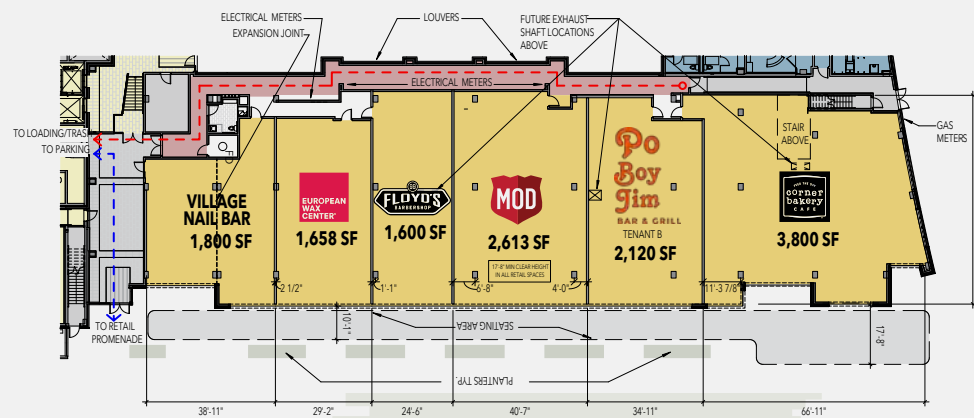 ELECTRICAL METERS
EXPANSION JOINT
LOUVERS
FUTURE EXHAUST
SHAFT LOCATIONS
ABOVE
ELECTRICAL METERS
TO LOADING/TRASH
TO PARKING
GAS
METERS
STAIR
ABOVE
VILLAGE
NAIL BAR
1,800 SF
EUROPEAN
WAX
CENTER
1,658 SF
FLOYD'S
BARBERSHOP
1,600 SF
MOD
2,613 SF
17'-8" MIN CLEAR HEIGHT
IN ALL RETAIL SPACES
Po
Boy
Jim
BAR & GRILL
TENANT B
2,120 SF
corner
bakery
CAFE
3,800 SF
2 1/2"
1'-1"
6'-8"
4'-0"
11'-3 7/8"
TO RETAIL
PROMENADE
10'-1"
SEATING AREA
17'-8"
PLANTERS TYP.
38'-11"
29'-2"
24'-6"
40'-7"
34'-11"
66'-11"